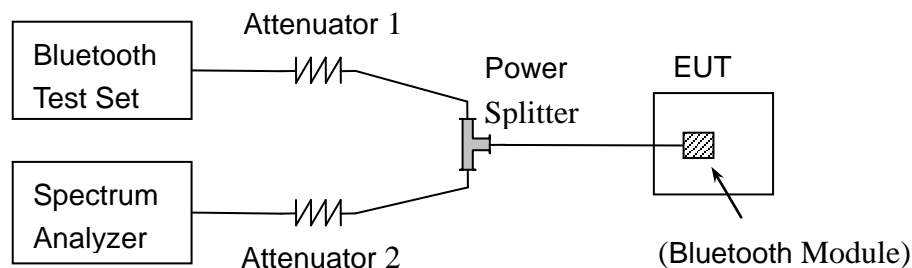 Attenuator 1
Bluetooth
Test Set
Power
Splitter
EUT
Spectrum
Analyzer
Attenuator 2
(Bluetooth Module)